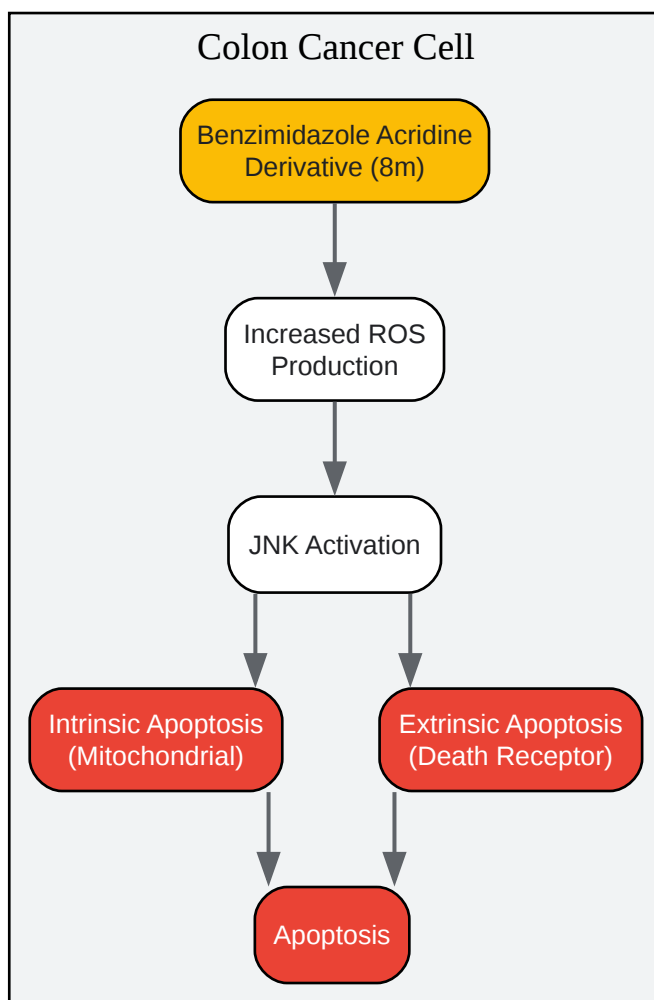 Colon Cancer Cell
Benzimidazole Acridine
Derivative (8m)
Increased ROS
Production
JNK Activation
Intrinsic Apoptosis
(Mitochondrial)
Extrinsic Apoptosis
(Death Receptor)
Apoptosis